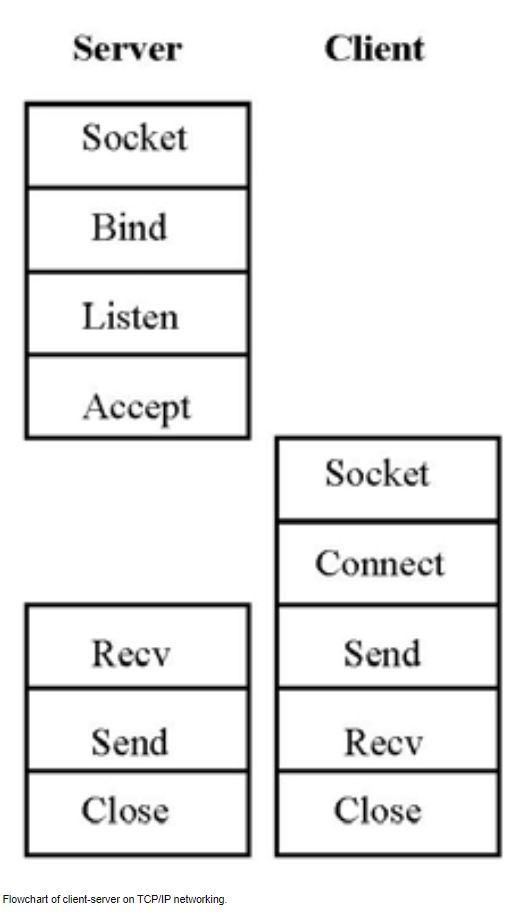 Server Client
Socket
Bind
Listen
Accept
Socket
Connect
Recv Send
Send Recv
Close Close
Flowchart of client-server on TCP/IP networking.